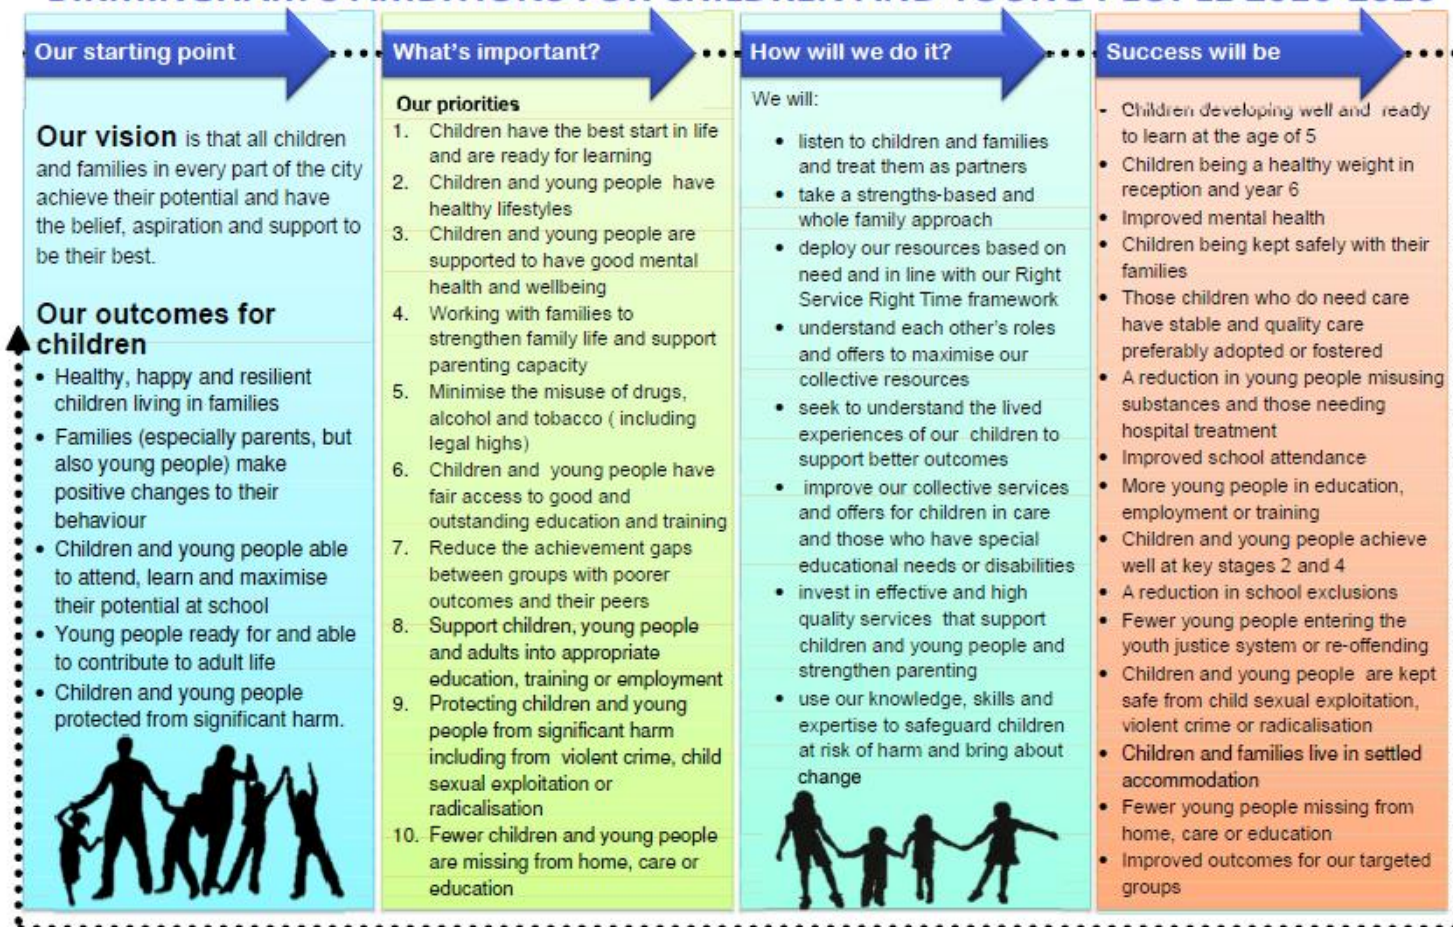 Our starting point
Our vision is that all children
and families in every part of the city
achieve their potential and have
the belief, aspiration and support to
be their best.
Our outcomes for
children
• Healthy, happy and resilient
children living in families
• Families (especially parents, but
also young people) make
positive changes to their
behaviour
• Children and young people able
to attend, learn and maximise
their potential at school
• Young people ready for and able
to contribute to adult life
• Children and young people
protected from significant harm.
What's important?
Our priorities
1. Children have the best start in life
and are ready for learning
2. Children and young people have
healthy lifestyles
3. Children and young people are
supported to have good mental
health and wellbeing
4. Working with families to
strengthen family life and support
parenting capacity
5. Minimise the misuse of drugs,
alcohol and tobacco ( including
legal highs)
6. Children and young people have
fair access to good and
outstanding education and training
7. Reduce the achievement gaps
between groups with poorer
outcomes and their peers
8. Support children, young people
and adults into appropriate
education, training or employment
9. Protecting children and young
people from significant harm
including from violent crime, child
sexual exploitation or
radicalisation
10. Fewer children and young people
are missing from home, care or
education
How will we do it?
We will:
• listen to children and families
and treat them as partners
• take a strengths-based and
whole family approach
• deploy our resources based on
need and in line with our Right
Service Right Time framework
• understand each other's roles
and offers to maximise our
collective resources
• seek to understand the lived
experiences of our children to
support better outcomes
• improve our collective services
and offers for children in care
and those who have special
educational needs or disabilities
• invest in effective and high
quality services that support
children and young people and
strengthen parenting
• use our knowledge, skills and
expertise to safeguard children
at risk of harm and bring about
change
Success will be
• Children developing well and ready
to learn at the age of 5
• Children being a healthy weight in
reception and year 6
• Improved mental health
• Children being kept safely with their
families
• Those children who do need care
have stable and quality care
preferably adopted or fostered
• A reduction in young people misusing
substances and those needing
hospital treatment
• Improved school attendance
• More young people in education,
employment or training
• Children and young people achieve
well at key stages 2 and 4
• A reduction in school exclusions
• Fewer young people entering the
youth justice system or re-offending
• Children and young people are kept
safe from child sexual exploitation,
violent crime or radicalisation
• Children and families live in settled
accommodation
• Fewer young people missing from
home, care or education
• Improved outcomes for our targeted
groups